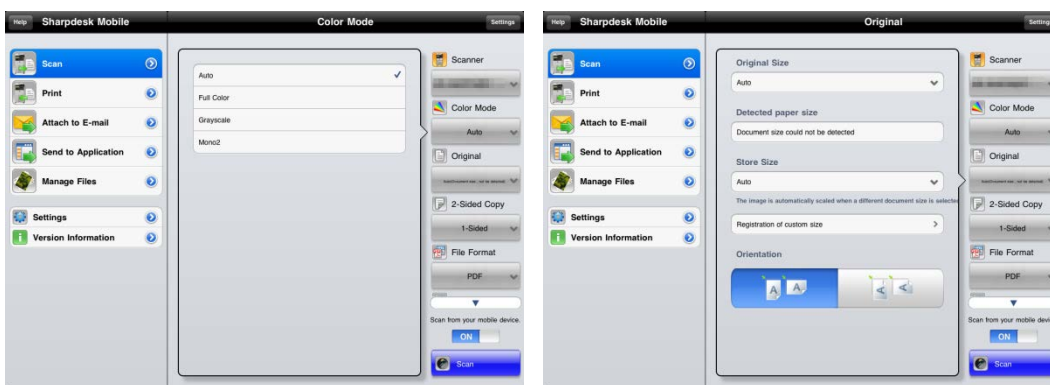 Help Sharpdesk Mobile Color Mode Settings
Scan
Print
Attach to E-mail
Send to Application
Manage Files
Settings
Version Information
Auto
Full Color
Grayscale
Mono2
Scanner
Color Mode
Auto
Original
2-Sided Copy
1-Sided
File Format
PDF
Scan from your mobile device.
ON
Scan
Help Sharpdesk Mobile Original Setting
Scan
Print
Attach to E-mail
Send to Application
Manage Files
Settings
Version Information
Original Size
Auto
Detected paper size
Document size could not be detected
Store Size
Auto
The image is automatically scaled when a different document size is selected
Registration of custom size
Orientation
A A A A
Scanner
Color Mode
Auto
Original
2-Sided Copy
1-Sided
File Format
PDF
Scan from your mobile devi
ON
Scan